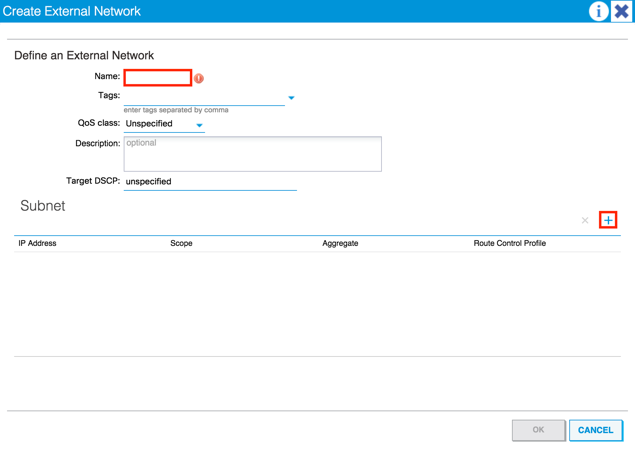 Create External Network
Define an External Network
Name:
Tags:
enter tags separated by comma
QoS class: Unspecified
Description: optional
Target DSCP: unspecified
Subnet
IP Address Scope Aggregate Route Control Profile
OK CANCEL